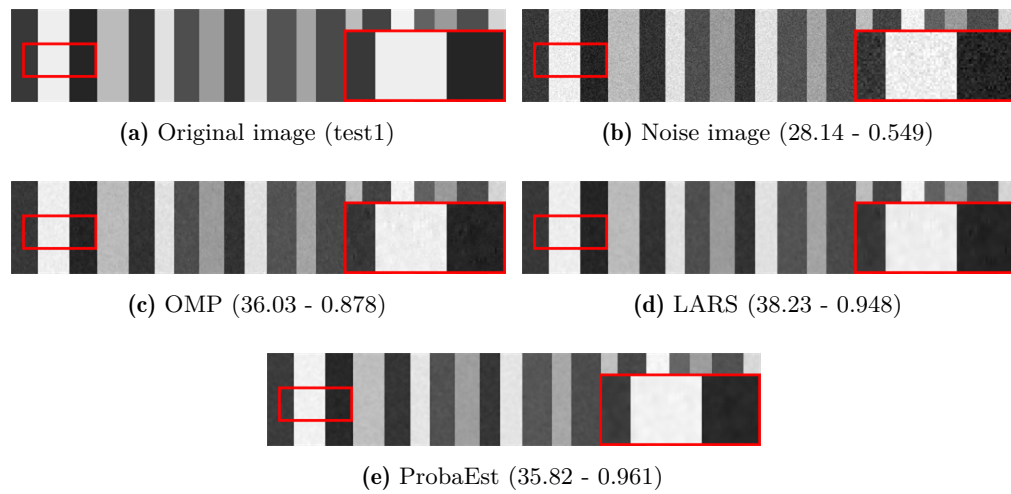 (a) Original image (test1)
(b) Noise image (28.14 - 0.549)
(c) OMP (36.03 - 0.878)
(d) LARS (38.23 - 0.948)
(e) ProbaEst (35.82 - 0.961)